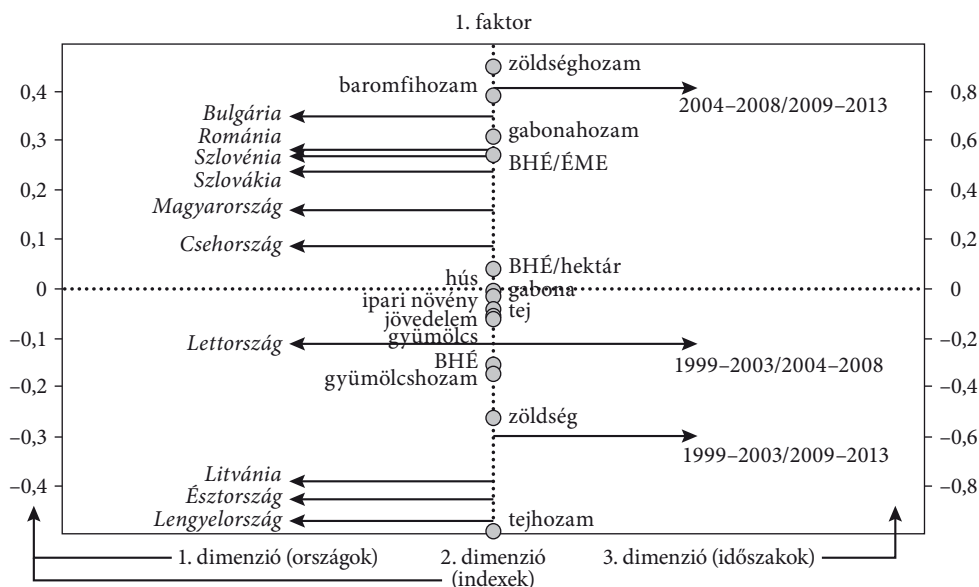 1. faktor
zöldséghozam
0,4
baromfihozam
0,8
2004–2008/2009–2013
Bulgária
0,3
Románia
gabonahozam
0,6
Szlovénia
BHÉ/ÉME
Szlovákia
0,2
0,4
Magyarország
0,1
Csehország
0,2
BHÉ/hektár
hús
0
gabona
0
ipari növény
tej
jövedelem
gyümölcs
–0,1
Lettország
–0,2
BHÉ
1999–2003/2004–2008
–0,2
gyümölcshozam
–0,4
zöldség
–0,3
–0,6
1999–2003/2009–2013
Litvánia
–0,4
Észtország
–0,8
Lengyelország
tejhozam
1. dimenzió (országok)
2. dimenzió
(indexek)
3. dimenzió (időszakok)